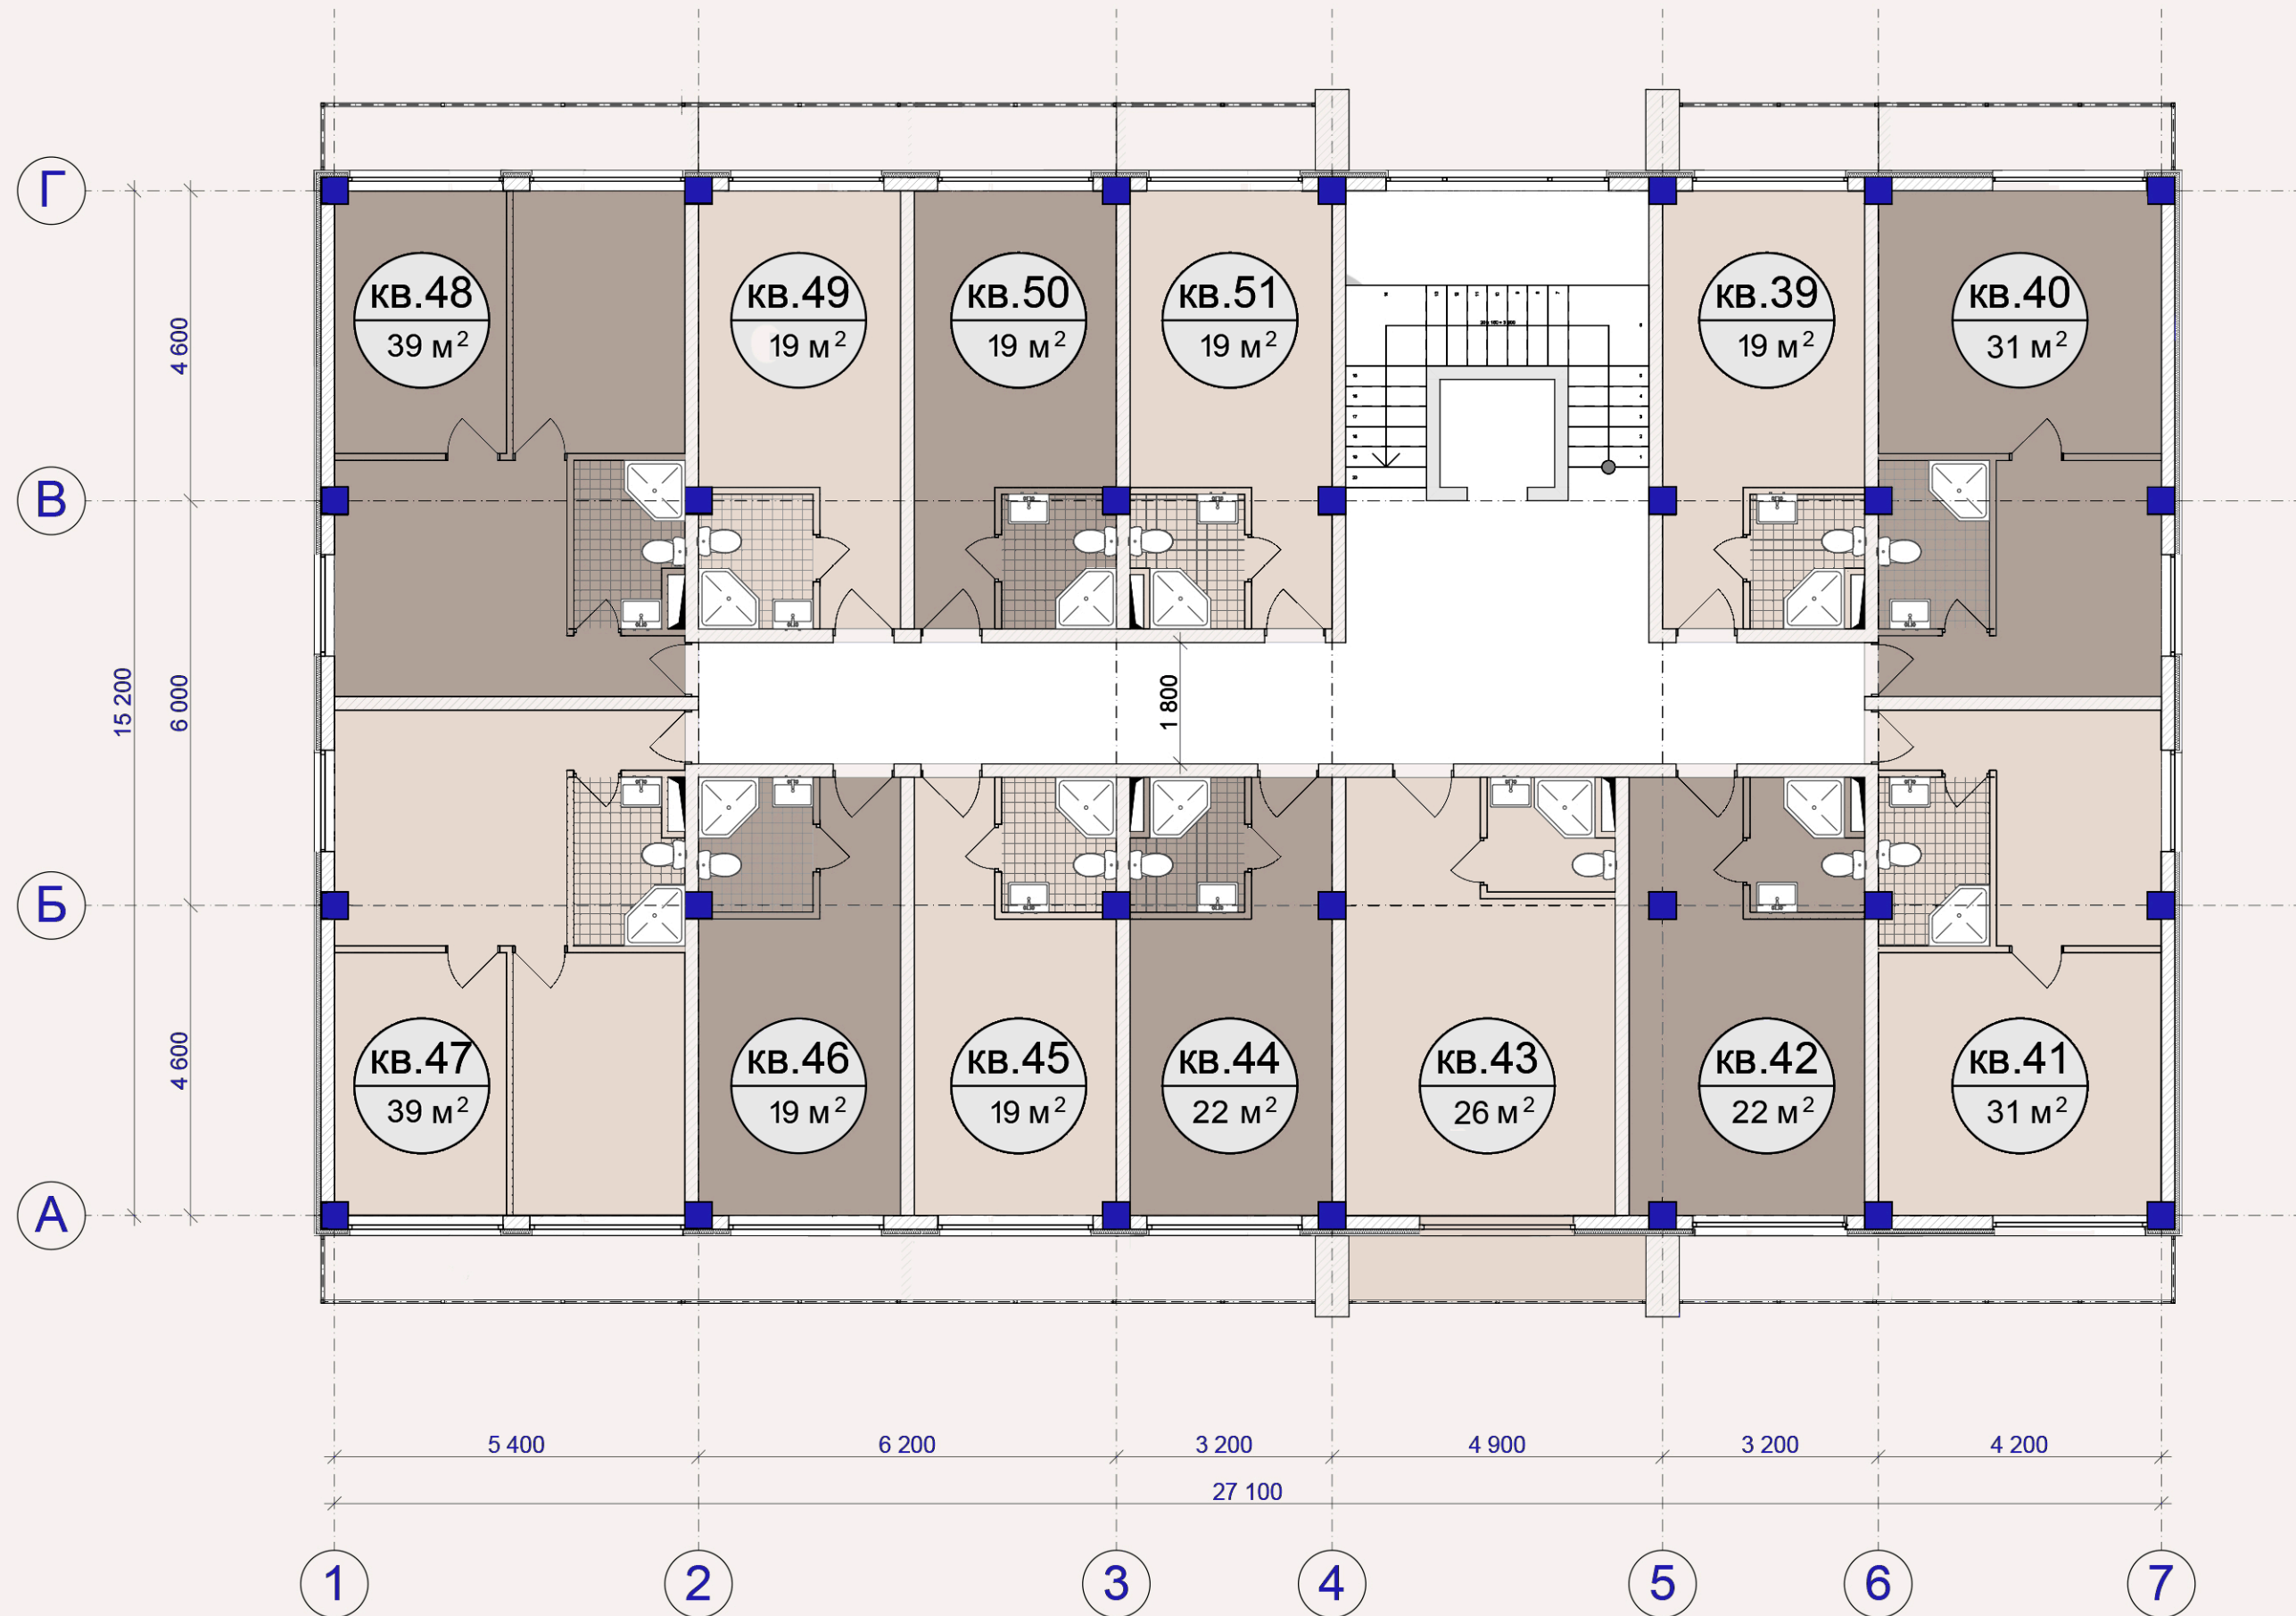 Г
В
Б
А
кв.48
39 м²
кв.49
19 м²
кв.50
19 м²
кв.51
19 м²
кв.39
19 м²
кв.40
31 м²
4 600
6 000
15 200
4 600
1 800
кв.47
39 м²
кв.46
19 м²
кв.45
19 м²
кв.44
22 м²
кв.43
26 м²
кв.42
22 м²
кв.41
31 м²
5 400
6 200
3 200
4 900
3 200
4 200
27 100
1
2
3
4
5
6
7